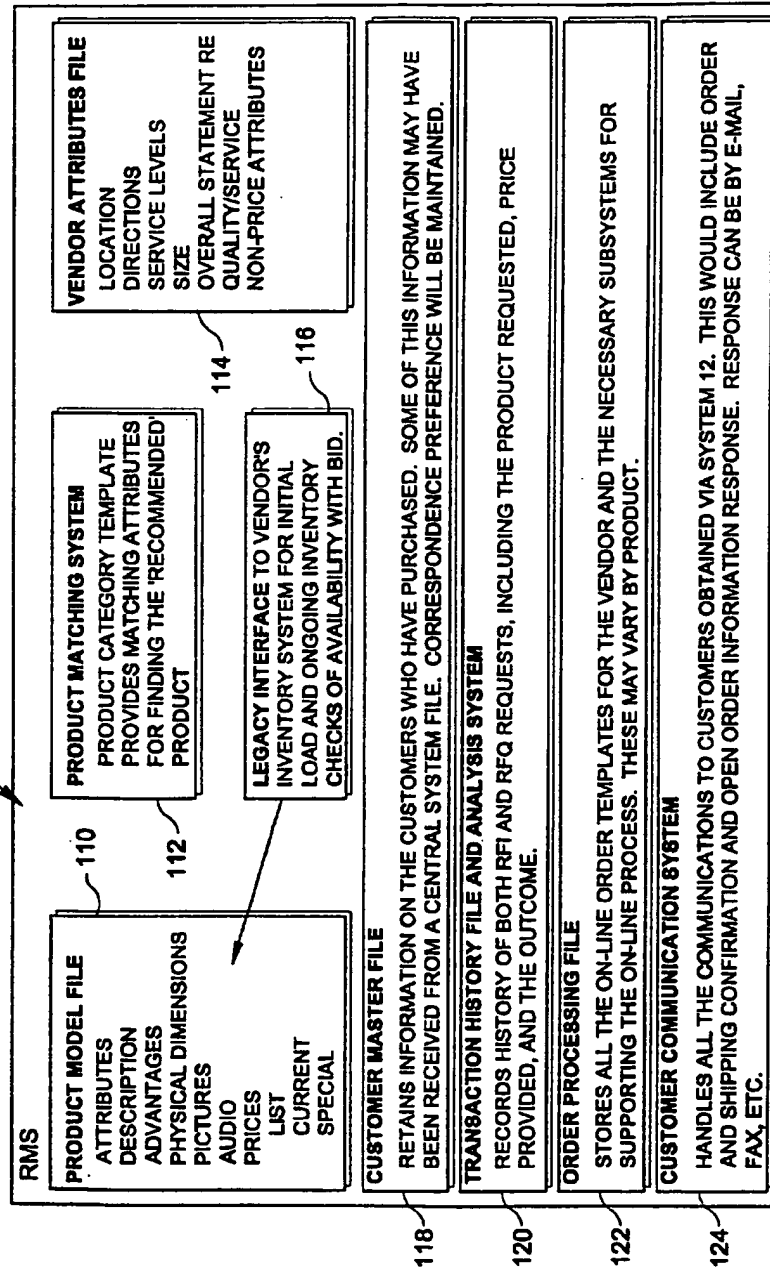 RMS
PRODUCT MODEL FILE
ATTRIBUTES
DESCRIPTION
ADVANTAGES
PHYSICAL DIMENSIONS
PICTURES
AUDIO
PRICES
LIST
CURRENT
SPECIAL
110
PRODUCT MATCHING SYSTEM
PRODUCT CATEGORY TEMPLATE
PROVIDES MATCHING ATTRIBUTES
FOR FINDING THE 'RECOMMENDED'
PRODUCT
112
VENDOR ATTRIBUTES FILE
LOCATION
DIRECTIONS
SERVICE LEVELS
SIZE
OVERALL STATEMENT RE
QUALITY/SERVICE
NON-PRICE ATTRIBUTES
114
LEGACY INTERFACE TO VENDOR'S
INVENTORY SYSTEM FOR INITIAL
LOAD AND ONGOING INVENTORY
CHECKS OF AVAILABILITY WITH BID.
116
CUSTOMER MASTER FILE
RETAINS INFORMATION ON THE CUSTOMERS WHO HAVE PURCHASED. SOME OF THIS INFORMATION MAY HAVE
BEEN RECEIVED FROM A CENTRAL SYSTEM FILE. CORRESPONDENCE PREFERENCE WILL BE MAINTAINED.
118
TRANSACTION HISTORY FILE AND ANALYSIS SYSTEM
RECORDS HISTORY OF BOTH RFI AND RFQ REQUESTS, INCLUDING THE PRODUCT REQUESTED, PRICE
PROVIDED, AND THE OUTCOME.
120
ORDER PROCESSING FILE
STORES ALL THE ON-LINE ORDER TEMPLATES FOR THE VENDOR AND THE NECESSARY SUBSYSTEMS FOR
SUPPORTING THE ON-LINE PROCESS. THESE MAY VARY BY PRODUCT.
122
CUSTOMER COMMUNICATION SYSTEM
HANDLES ALL THE COMMUNICATIONS TO CUSTOMERS OBTAINED VIA SYSTEM 12. THIS WOULD INCLUDE ORDER
AND SHIPPING CONFIRMATION AND OPEN ORDER INFORMATION RESPONSE. RESPONSE CAN BE BY E-MAIL,
FAX, ETC.
124